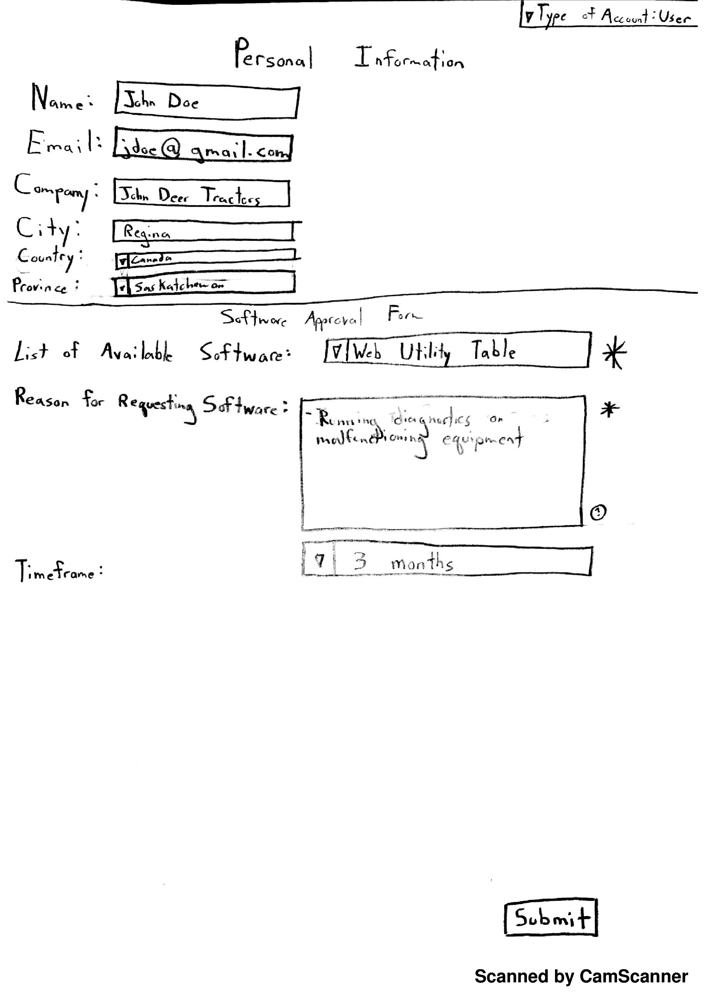 Type of Account: User
Personal Information
Name: John Doe
Email: jdoe@gmail.com
Company: John Deer Tractors
City: Regina
Country: Canada
Province: Saskatchewan
Software Approval Form
List of Available Software: Web Utility Table *
Reason for Requesting Software: *
- Running diagnostics on
malfunctioning equipment
?
Timeframe: 3 months
Submit
Scanned by CamScanner